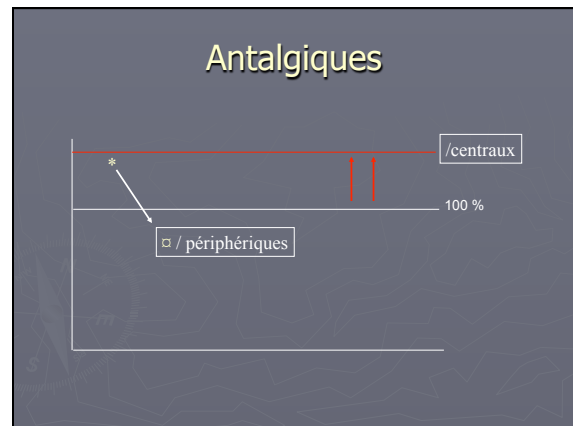 Antalgiques
/centraux
*
100 %
¤ / périphériques